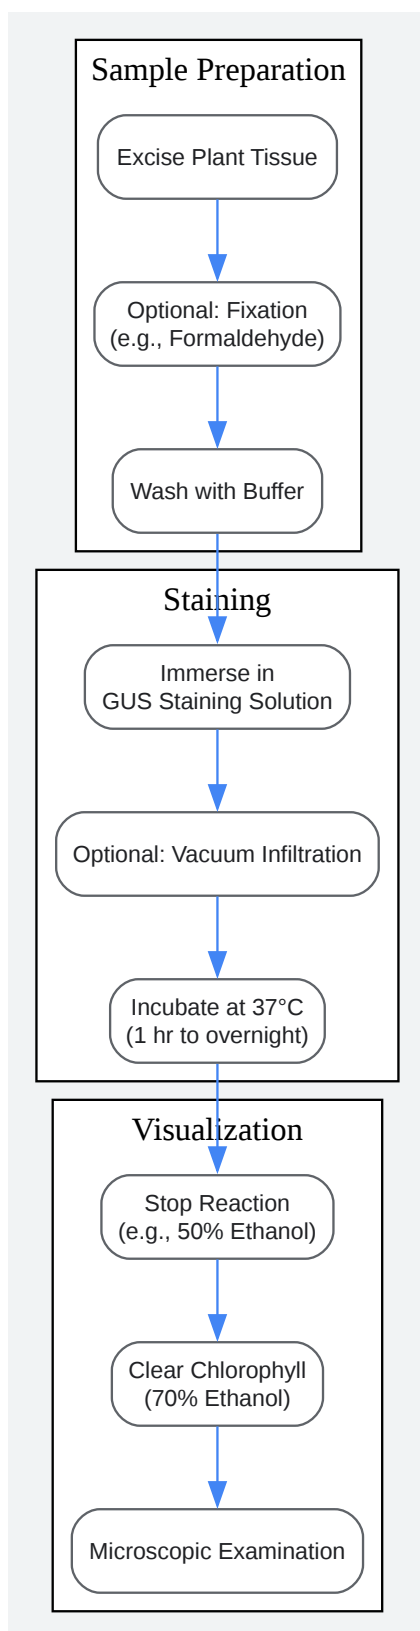 Sample Preparation
Excise Plant Tissue
Optional: Fixation
(e.g., Formaldehyde)
Wash with Buffer
Staining
Immerse in
GUS Staining Solution
Optional: Vacuum Infiltration
Incubate at 37°C
(1 hr to overnight)
Visualization
Stop Reaction
(e.g., 50% Ethanol)
Clear Chlorophyll
(70% Ethanol)
Microscopic Examination